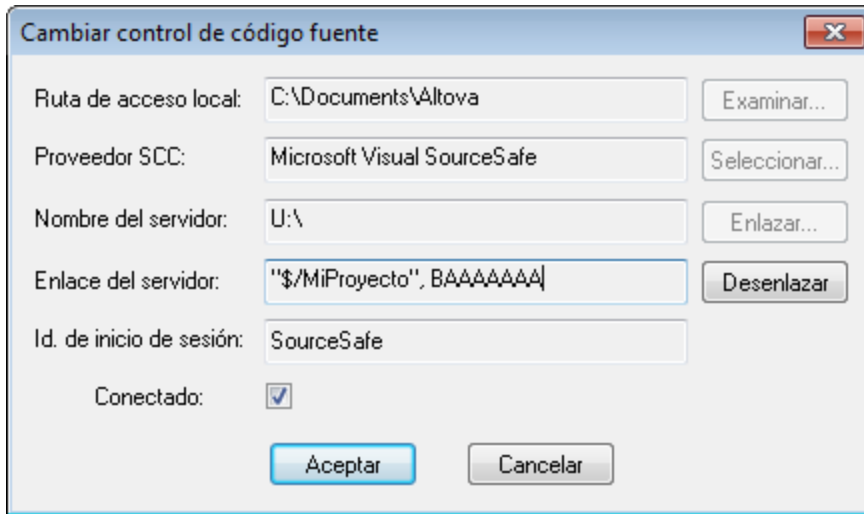 Cambiar control de código fuente
Ruta de acceso local: C:\Documents\Altova Examinar...
Proveedor SCC: Microsoft Visual SourceSafe Seleccionar...
Nombre del servidor: U:\ Enlazar...
Enlace del servidor: "$/MiProyecto", BAAAAAAA Desenlazar
Id. de inicio de sesión: SourceSafe
Conectado:
Aceptar Cancelar